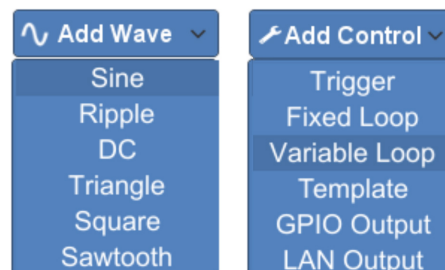 Add Wave
Sine
Ripple
DC
Triangle
Square
Sawtooth
Add Control
Trigger
Fixed Loop
Variable Loop
Template
GPIO Output
LAN Output